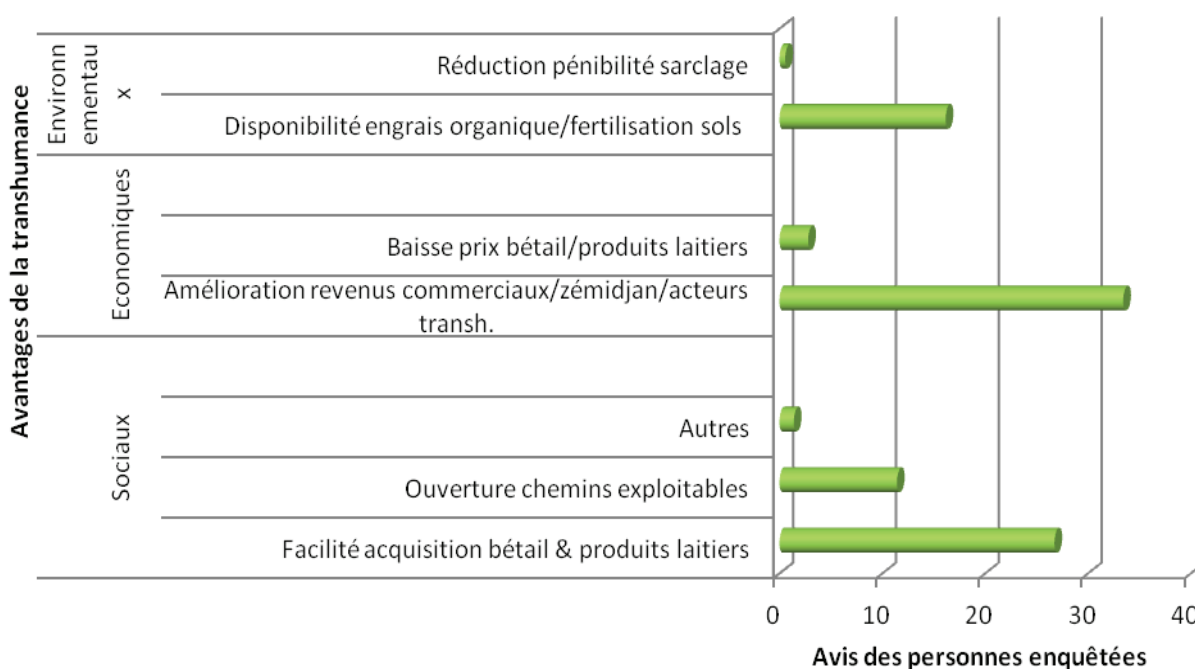 Avantages de la transhumance
Environn
ementau
x
Réduction pénibilité sarclage
Disponibilité engrais organique/fertilisation sols
Economiques
Baisse prix bétail/produits laitiers
Amélioration revenus commerciaux/zémidjan/acteurs
transh.
Sociaux
Autres
Ouverture chemins exploitables
Facilité acquisition bétail & produits laitiers
0 10 20 30 40
Avis des personnes enquêtées